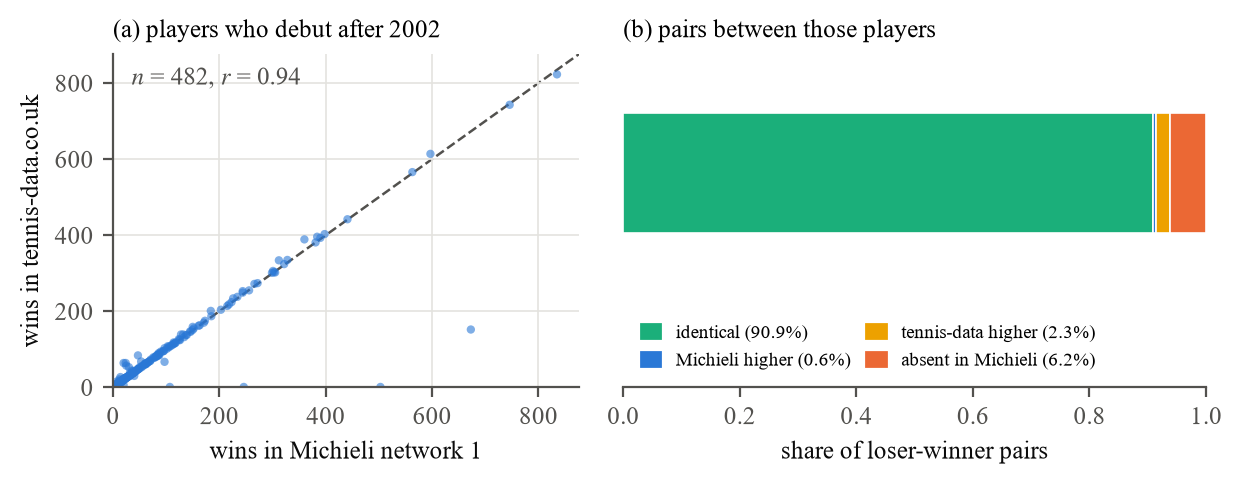 (a) players who debut after 2002
n = 482, r = 0.94
wins in tennis-data.co.uk
800
600
400
200
0
0 200 400 600 800
wins in Michieli network 1
(b) pairs between those players
identical (90.9%)
Michieli higher (0.6%)
tennis-data higher (2.3%)
absent in Michieli (6.2%)
0.0 0.2 0.4 0.6 0.8 1.0
share of loser-winner pairs